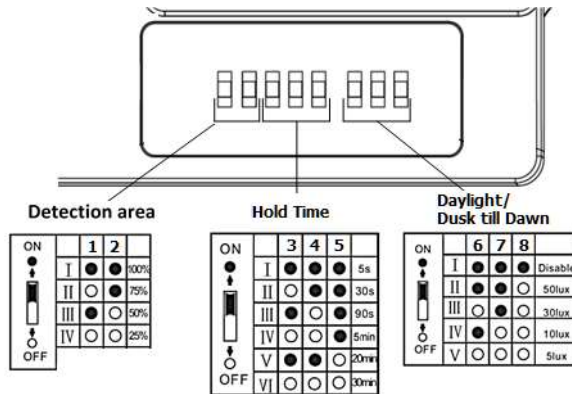 Detection area
Hold Time
Daylight/
Dusk till Dawn
ON
OFF
1 2
I 100%
II 75%
III 50%
IV 25%
ON
OFF
3 4 5
I 5s
II 30s
III 90s
IV 5min
V 20min
VI 30min
ON
OFF
6 7 8
I Disable
II 50lux
III 30lux
IV 10lux
V 5lux